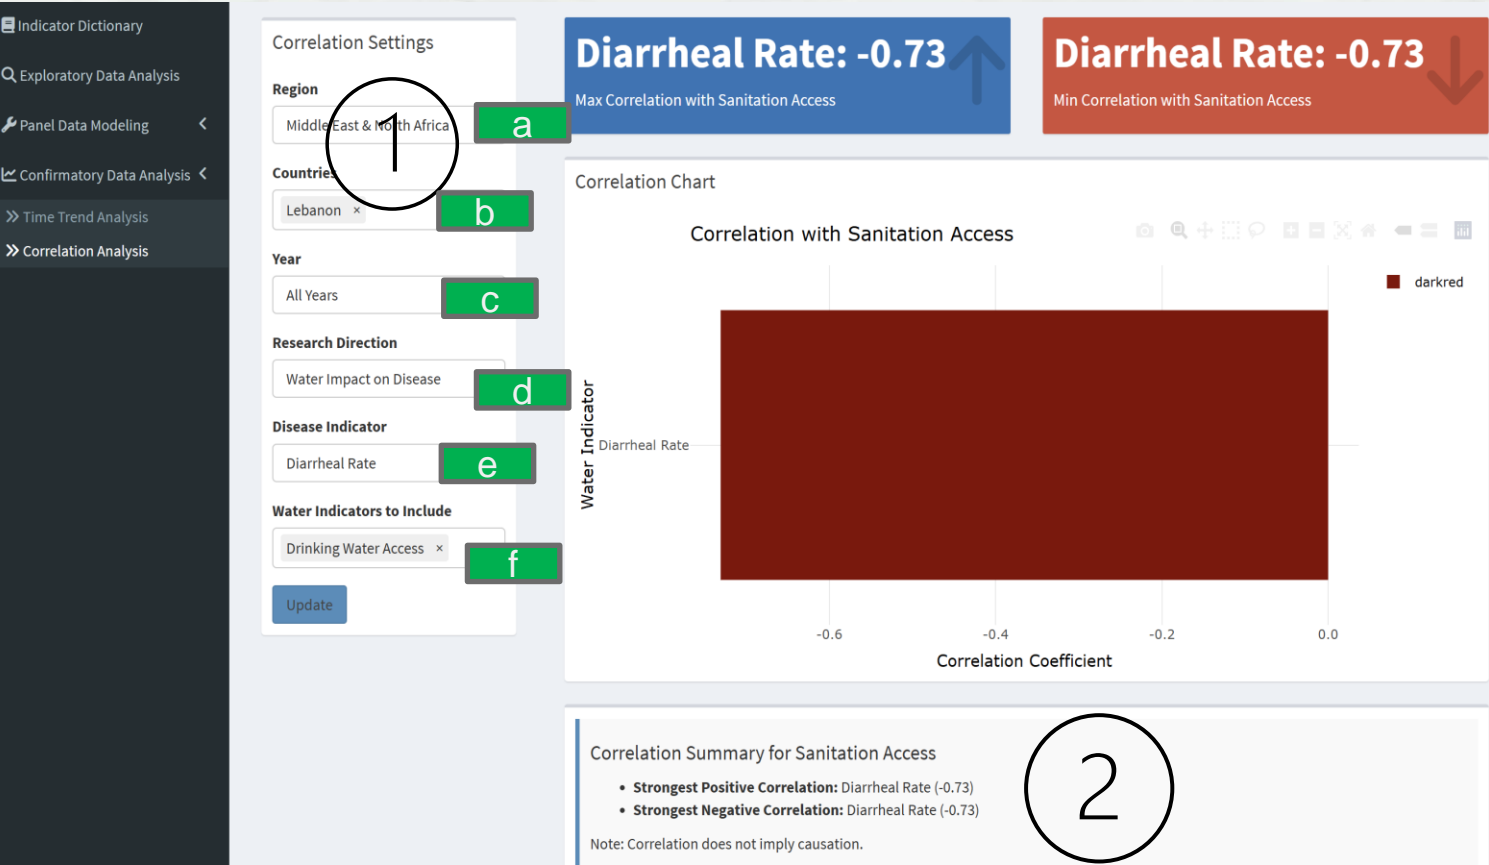 Indicator Dictionary
Exploratory Data Analysis
Panel Data Modeling
Confirmatory Data Analysis
Time Trend Analysis
Correlation Analysis
Correlation Settings
1
Region
Middle East & North Africa
a
Countries
Lebanon ×
b
Year
All Years
c
Research Direction
Water Impact on Disease
d
Disease Indicator
Diarrheal Rate
e
Water Indicators to Include
Drinking Water Access ×
f
Update
Diarrheal Rate: -0.73
Max Correlation with Sanitation Access
Diarrheal Rate: -0.73
Min Correlation with Sanitation Access
Correlation Chart
Correlation with Sanitation Access
darkred
Water Indicator
Diarrheal Rate
-0.6 -0.4 -0.2 0.0
Correlation Coefficient
Correlation Summary for Sanitation Access
• Strongest Positive Correlation: Diarrheal Rate (-0.73)
• Strongest Negative Correlation: Diarrheal Rate (-0.73)
Note: Correlation does not imply causation.
2